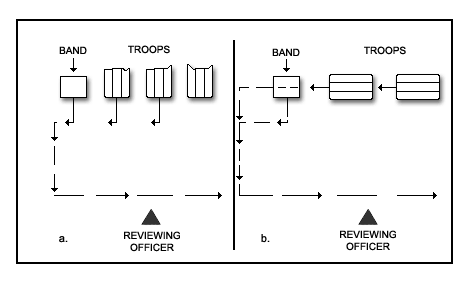 BAND
TROOPS
a.
REVIEWING
OFFICER
BAND
TROOPS
b.
REVIEWING
OFFICER